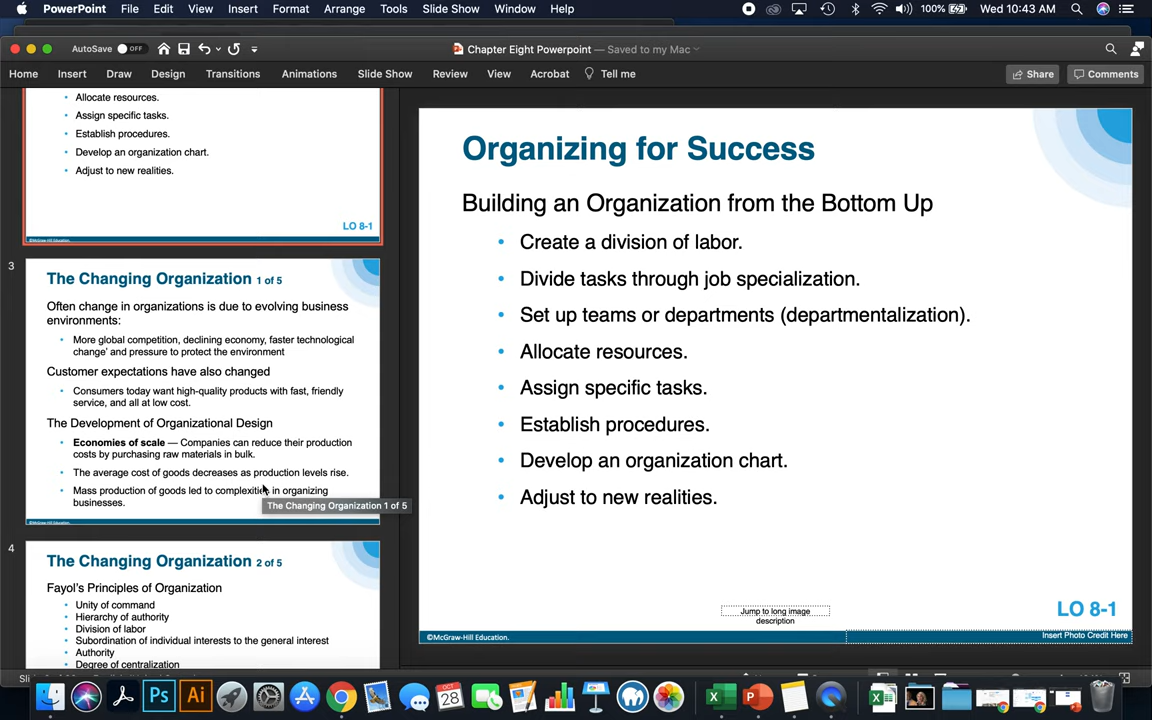 PowerPoint File Edit View Insert Format Arrange Tools Slide Show Window Help 100% Wed 10:43 AM
AutoSave OFF Chapter Eight Powerpoint — Saved to my Mac
Home Insert Draw Design Transitions Animations Slide Show Review View Acrobat Tell me Share Comments
• Allocate resources.
• Assign specific tasks.
• Establish procedures.
• Develop an organization chart.
• Adjust to new realities.
LO 8-1
©McGraw-Hill Education.
3
The Changing Organization 1 of 5
Often change in organizations is due to evolving business
environments:
• More global competition, declining economy, faster technological
change' and pressure to protect the environment
Customer expectations have also changed
• Consumers today want high-quality products with fast, friendly
service, and all at low cost.
The Development of Organizational Design
• Economies of scale — Companies can reduce their production
costs by purchasing raw materials in bulk.
• The average cost of goods decreases as production levels rise.
• Mass production of goods led to complexities in organizing
businesses.
The Changing Organization 1 of 5
©McGraw-Hill Education.
4
The Changing Organization 2 of 5
Fayol's Principles of Organization
• Unity of command
• Hierarchy of authority
• Division of labor
• Subordination of individual interests to the general interest
• Authority
• Degree of centralization
Organizing for Success
Building an Organization from the Bottom Up
• Create a division of labor.
• Divide tasks through job specialization.
• Set up teams or departments (departmentalization).
• Allocate resources.
• Assign specific tasks.
• Establish procedures.
• Develop an organization chart.
• Adjust to new realities.
Jump to long image
description
LO 8-1
©McGraw-Hill Education.
Insert Photo Credit Here
Ps Ai OCT 28